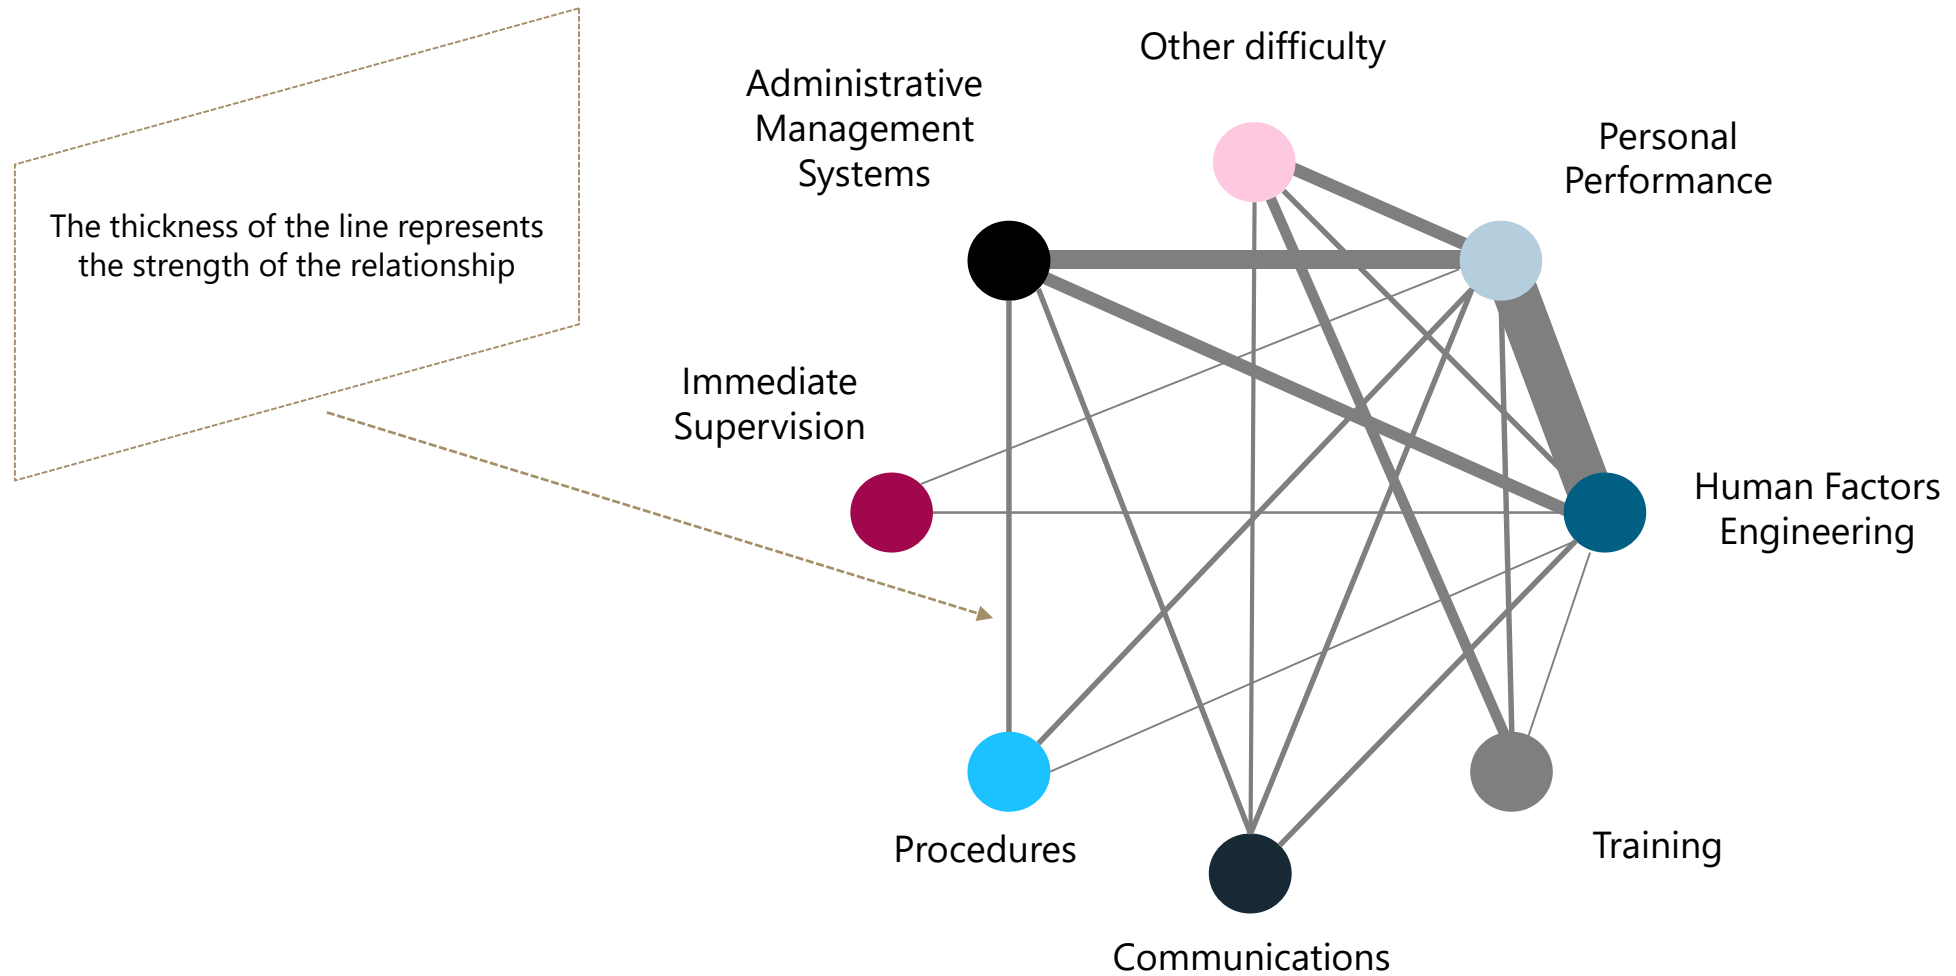 The thickness of the line represents
the strength of the relationship
Other difficulty
Administrative
Management
Systems
Personal
Performance
Immediate
Supervision
Human Factors
Engineering
Procedures
Training
Communications